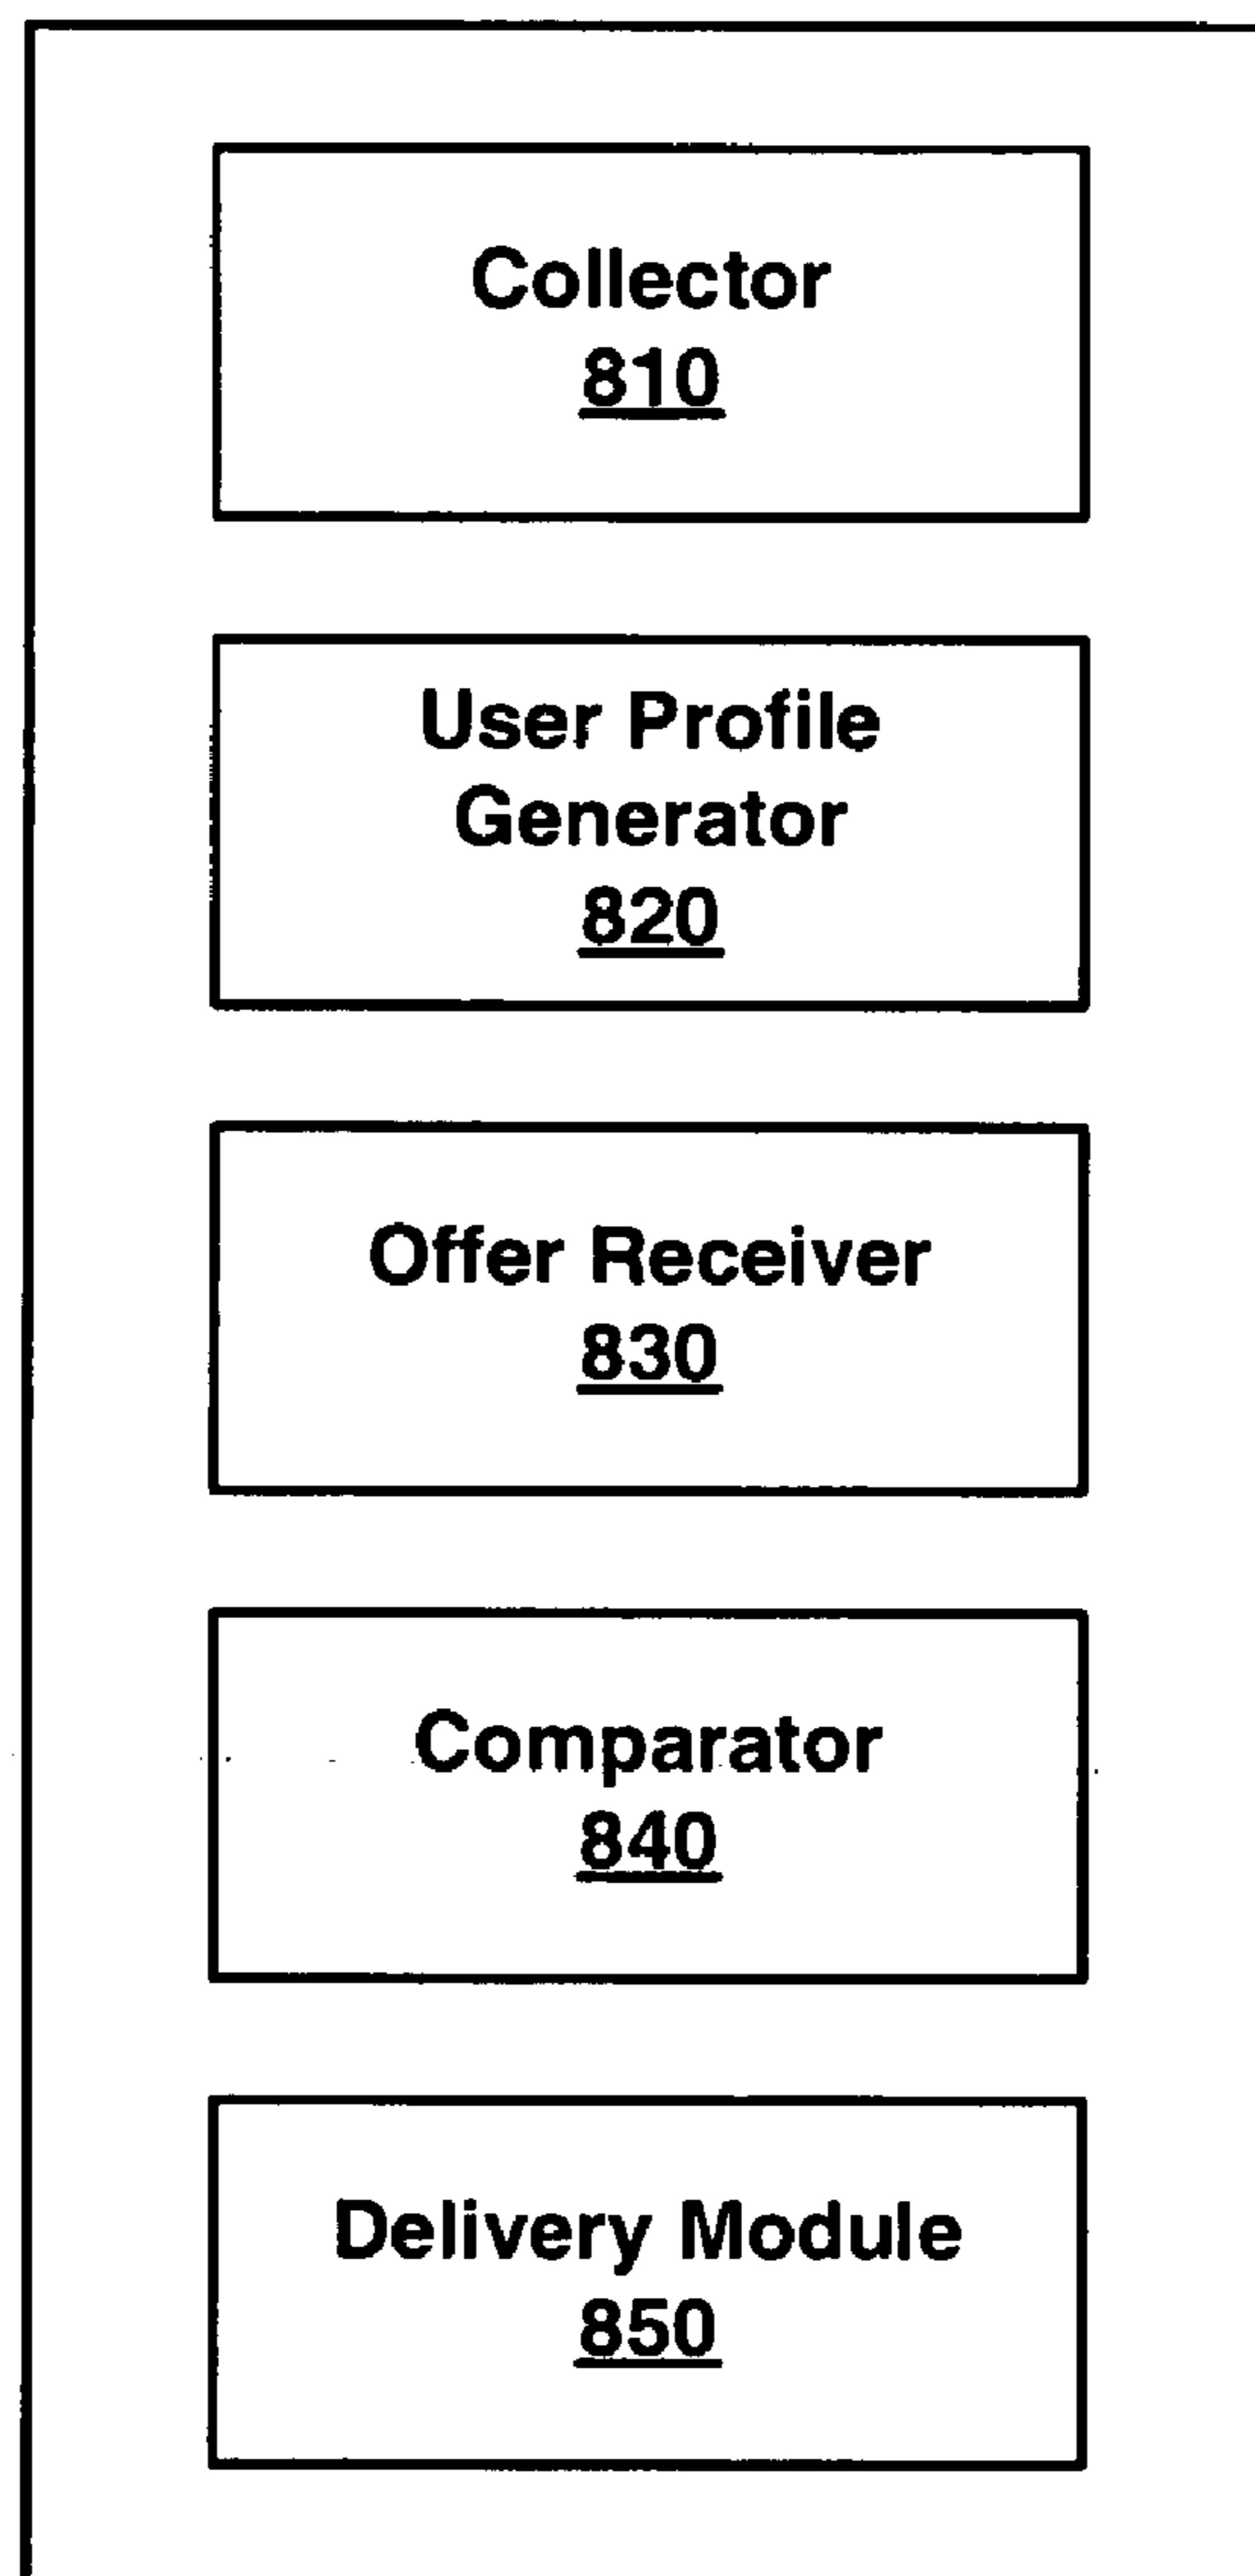 Collector
810
User Profile
Generator
820
Offer Receiver
830
Comparator
840
Delivery Module
850